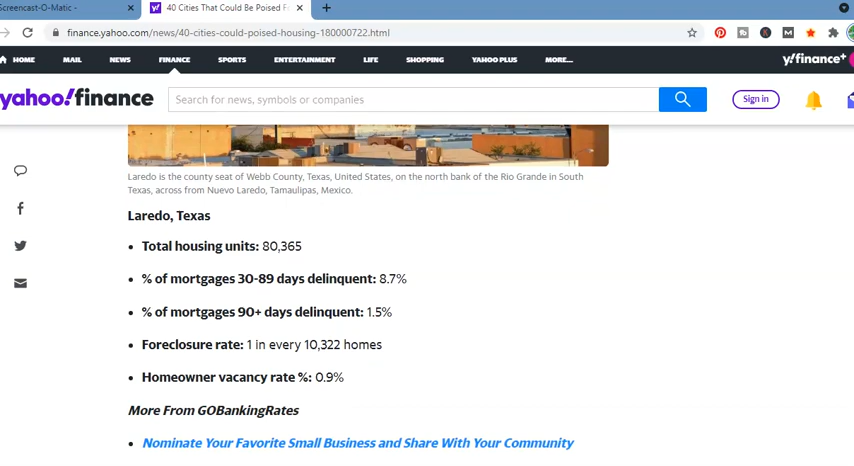 Screencast-O-Matic -
40 Cities That Could Be Poised F
finance.yahoo.com/news/40-cities-could-poised-housing-180000722.html
HOME MAIL NEWS FINANCE SPORTS ENTERTAINMENT LIFE SHOPPING YAHOO PLUS MORE... y!finance+
yahoo!finance Search for news, symbols or companies Sign in
Laredo is the county seat of Webb County, Texas, United States, on the north bank of the Rio Grande in South
Texas, across from Nuevo Laredo, Tamaulipas, Mexico.
Laredo, Texas
• Total housing units: 80,365
• % of mortgages 30-89 days delinquent: 8.7%
• % of mortgages 90+ days delinquent: 1.5%
• Foreclosure rate: 1 in every 10,322 homes
• Homeowner vacancy rate %: 0.9%
More From GOBankingRates
• Nominate Your Favorite Small Business and Share With Your Community